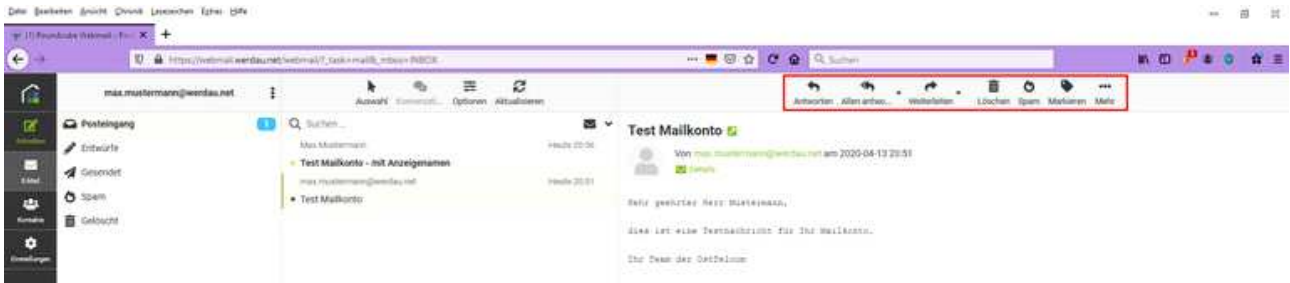 Datei Bearbeiten Ansicht Chronik Lesezeichen Extras Hilfe
(1) Roundcube Webmail
https://webmail.werdau.net/webmail/?_task=mail&_mbox=INBOX
Suchen
max.mustermann@werdau.net
Auswahl Optionen Aktualisieren
Antworten Allen antwo... Weiterleiten Löschen Spam Markieren Mehr
Schreiben
E-Mail
Kontakte
Einstellungen
Posteingang
Entwürfe
Gesendet
Spam
Gelöscht
Suchen...
Max Mustermann Heute 20:56
Test Mailkonto - mit Anzeigenamen
max.mustermann@werdau.net Heute 20:51
Test Mailkonto
Test Mailkonto
Von max.mustermann@werdau.net am 2020-04-13 20:51
Details
Sehr geehrter Herr Mustermann,
dies ist eine Testnachricht für Ihr Mailkonto.
Ihr Team der OstTelcom